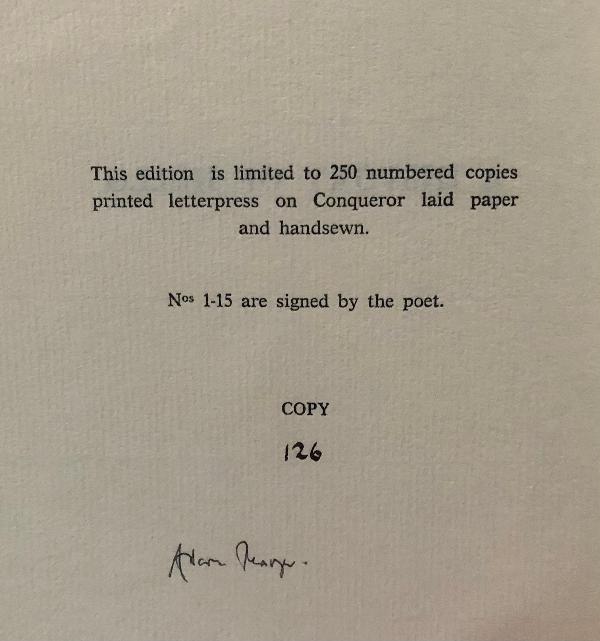 This edition is limited to 250 numbered copies
printed letterpress on Conqueror laid paper
and handsewn.
Nos 1-15 are signed by the poet.
COPY
126
Adam